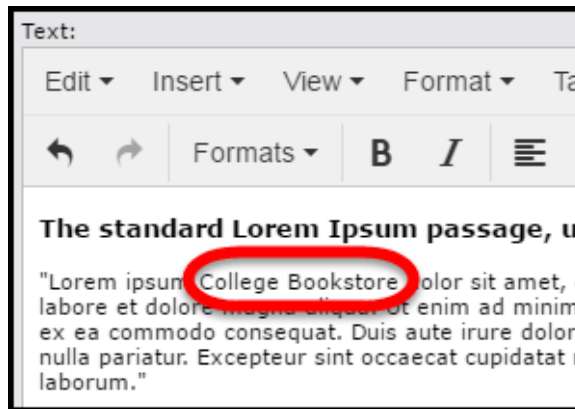 Text:
Edit Insert View Format Ta
Formats B I
The standard Lorem Ipsum passage, u
"Lorem ipsum College Bookstore dolor sit amet,
labore et dolore magna aliqua. Ut enim ad minim
ex ea commodo consequat. Duis aute irure dolor
nulla pariatur. Excepteur sint occaecat cupidatat
laborum."